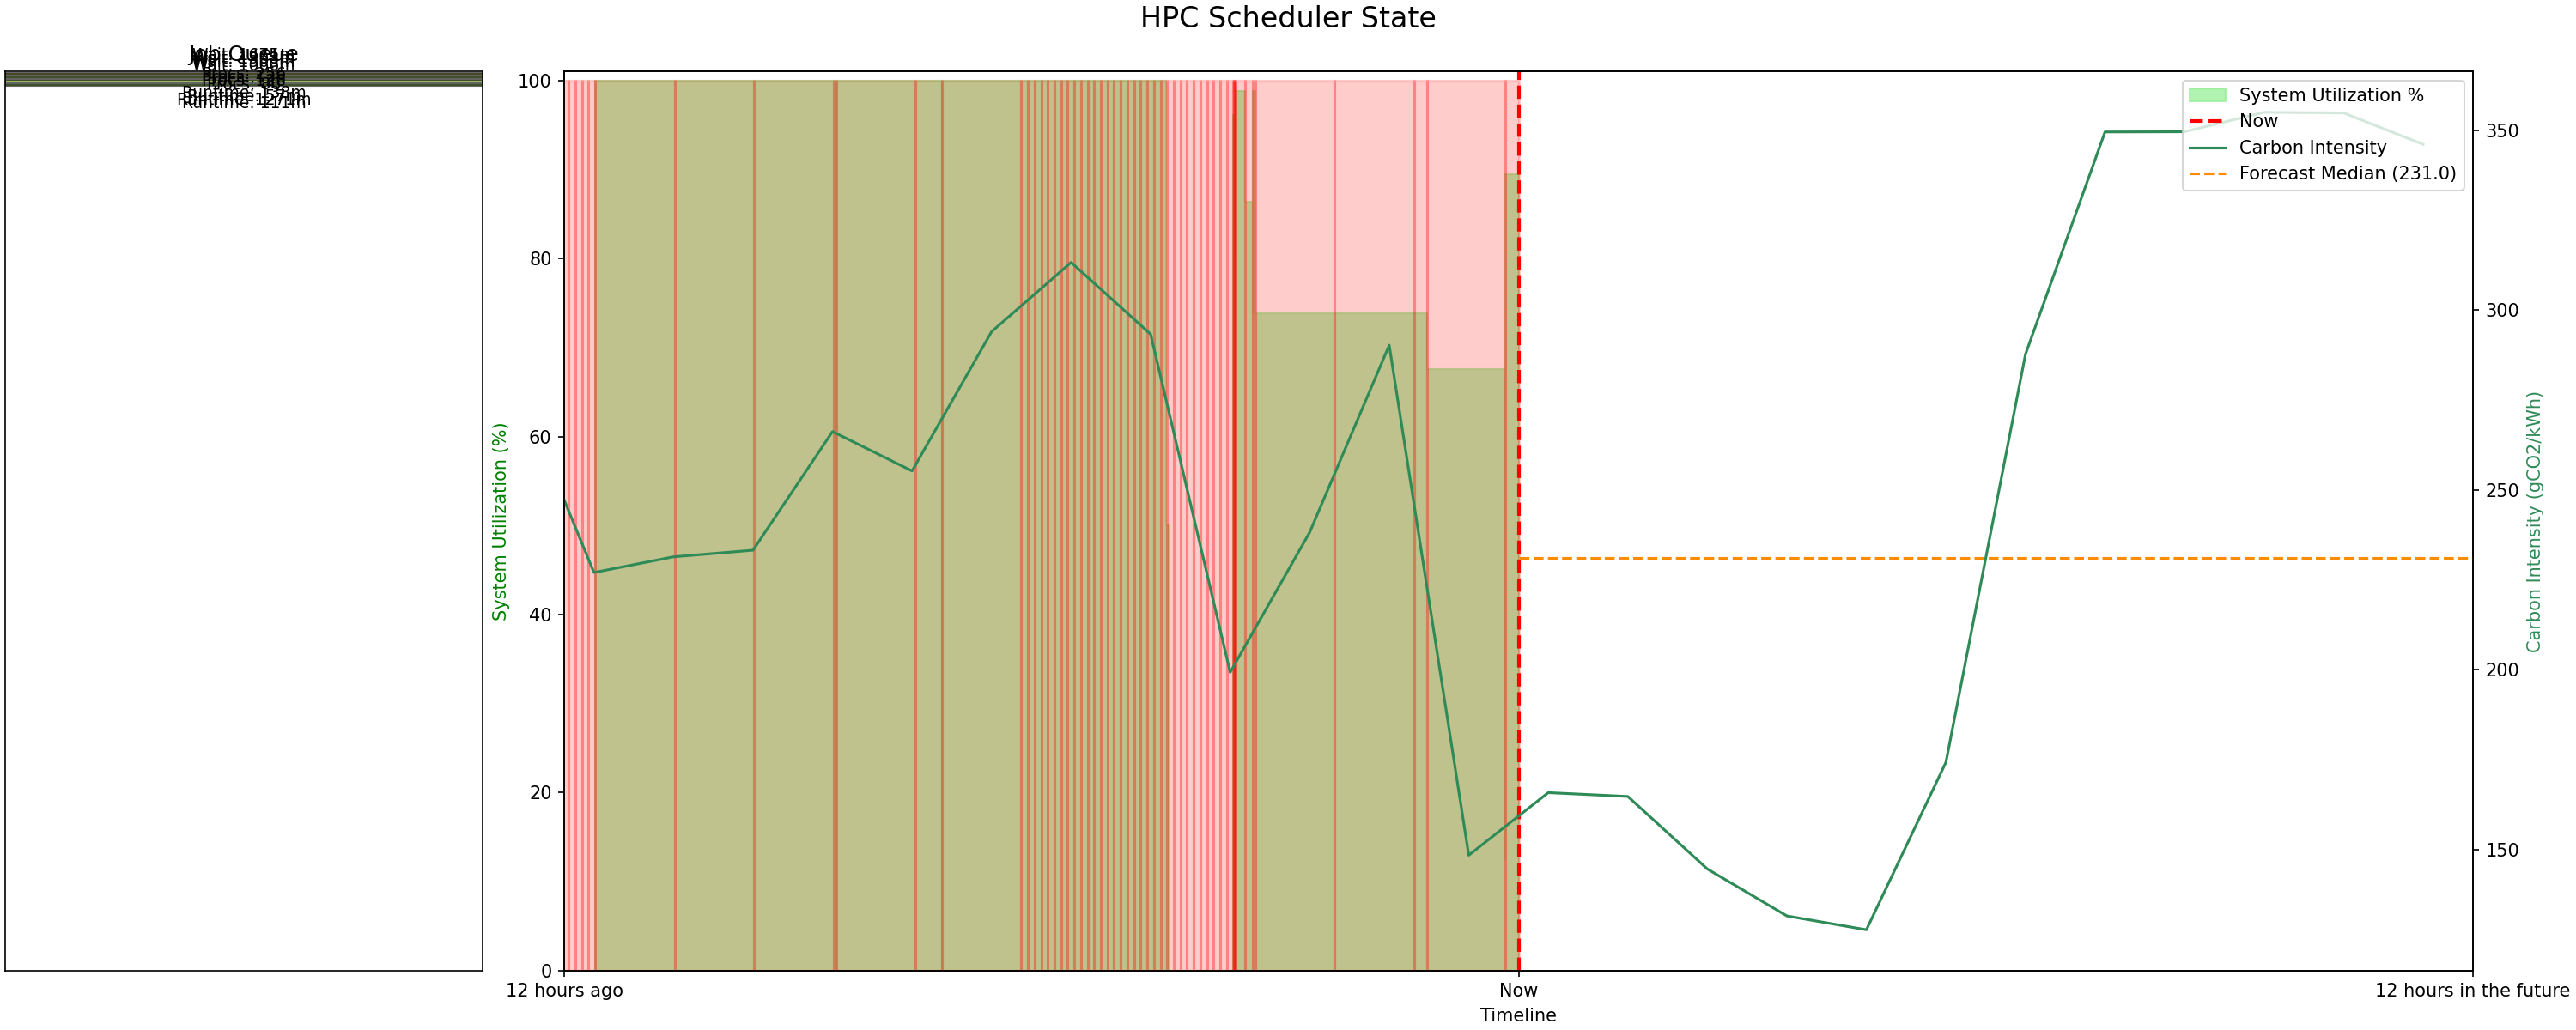 HPC Scheduler State
Job Queue
Runtime: 111m
System Utilization (%)
100
80
60
40
20
0
System Utilization %
Now
Carbon Intensity
Forecast Median (231.0)
350
300
250
200
150
Carbon Intensity (gCO2/kWh)
12 hours ago
Now
12 hours in the future
Timeline